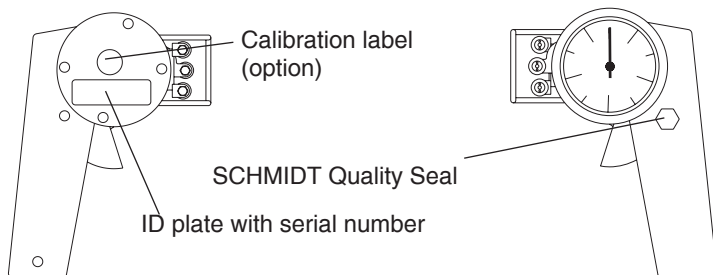 Calibration label
(option)
SCHMIDT Quality Seal
ID plate with serial number